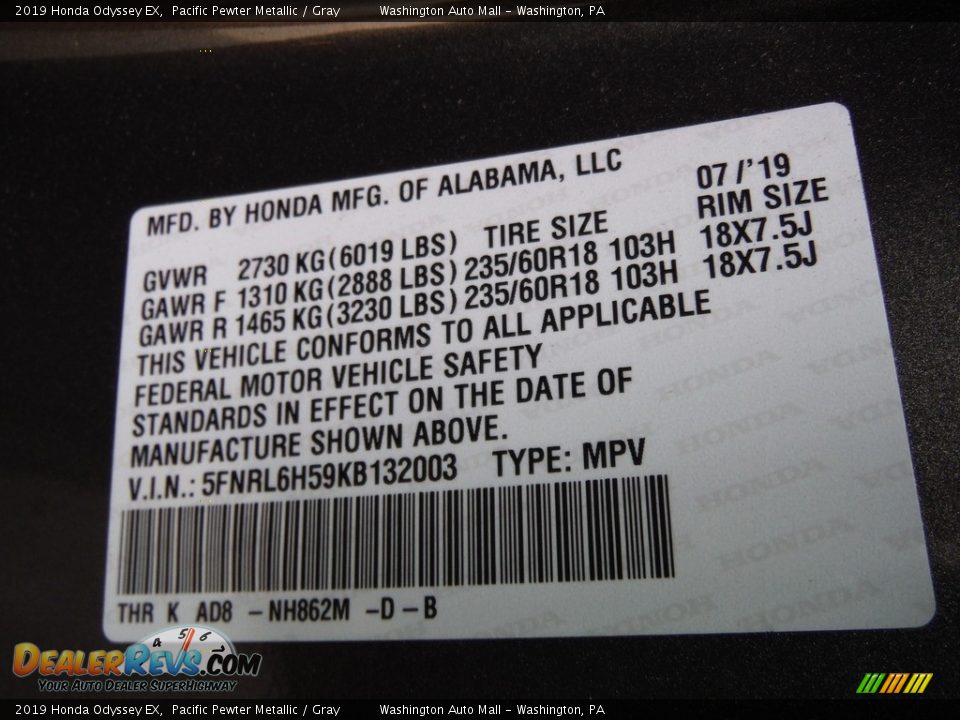 2019 Honda Odyssey EX, Pacific Pewter Metallic / Gray Washington Auto Mall - Washington, PA
MFD. BY HONDA MFG. OF ALABAMA, LLC 07 /'19
GVWR 2730 KG (6019 LBS) TIRE SIZE RIM SIZE
GAWR F 1310 KG (2888 LBS) 235/60R18 103H 18X7.5J
GAWR R 1465 KG (3230 LBS) 235/60R18 103H 18X7.5J
THIS VEHICLE CONFORMS TO ALL APPLICABLE
FEDERAL MOTOR VEHICLE SAFETY
STANDARDS IN EFFECT ON THE DATE OF
MANUFACTURE SHOWN ABOVE.
V.I.N.: 5FNRL6H59KB132003 TYPE: MPV
THR K AD8 - NH862M - D - B
4 5 6
DEALERREVS.COM
YOUR AUTO DEALER SUPERHIGHWAY
2019 Honda Odyssey EX, Pacific Pewter Metallic / Gray Washington Auto Mall - Washington, PA